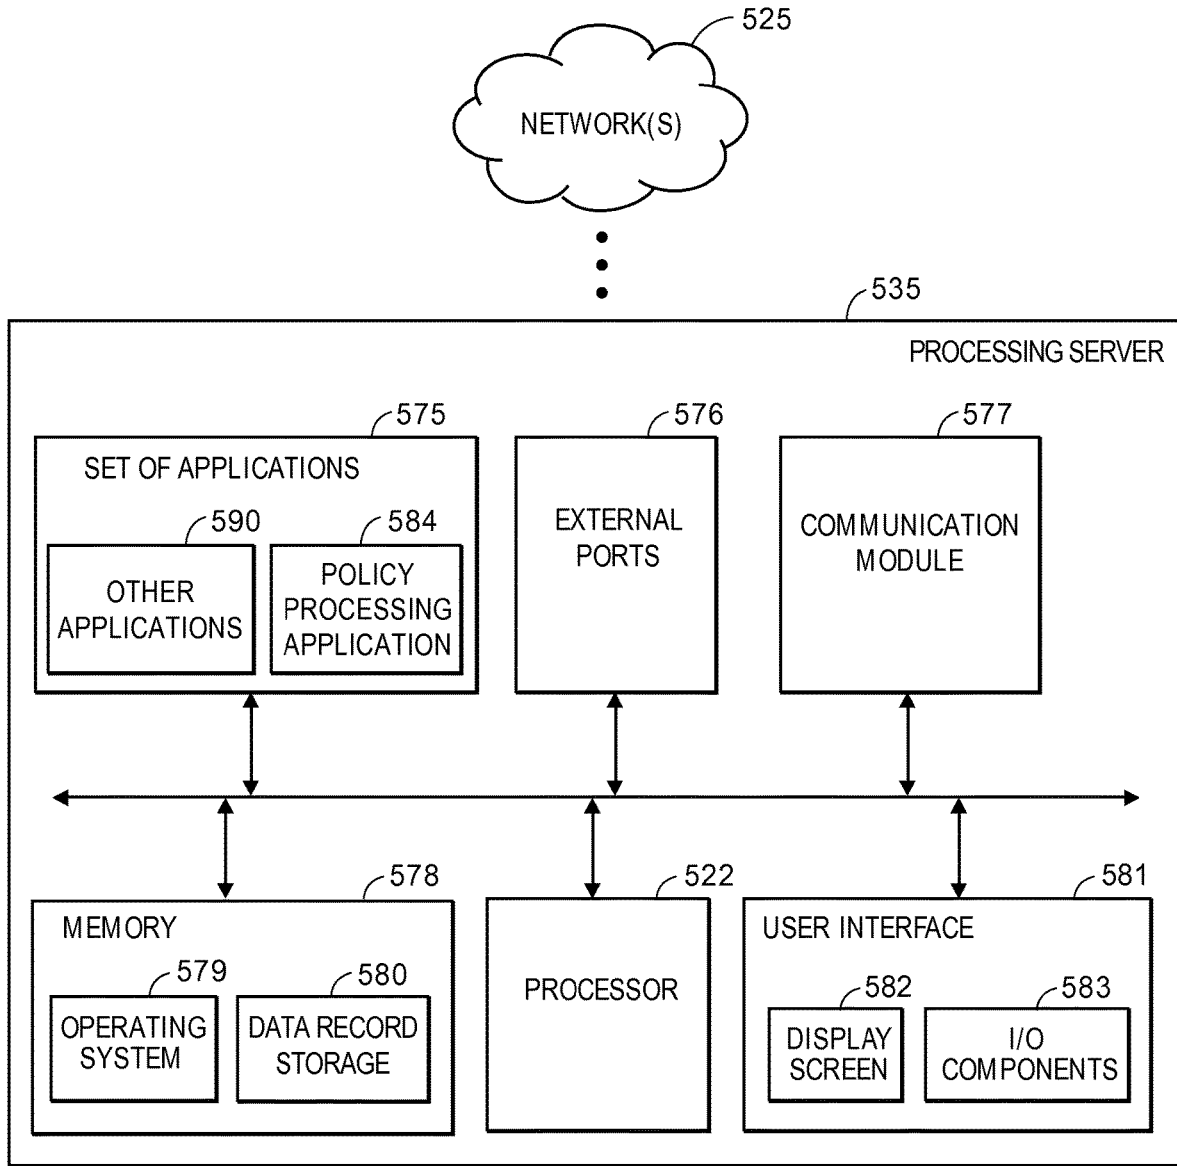 525
NETWORK(S)
535
PROCESSING SERVER
575
SET OF APPLICATIONS
590
OTHER
APPLICATIONS
584
POLICY
PROCESSING
APPLICATION
576
EXTERNAL
PORTS
577
COMMUNICATION
MODULE
578
MEMORY
579
OPERATING
SYSTEM
580
DATA RECORD
STORAGE
522
PROCESSOR
581
USER INTERFACE
582
DISPLAY
SCREEN
583
I/O
COMPONENTS